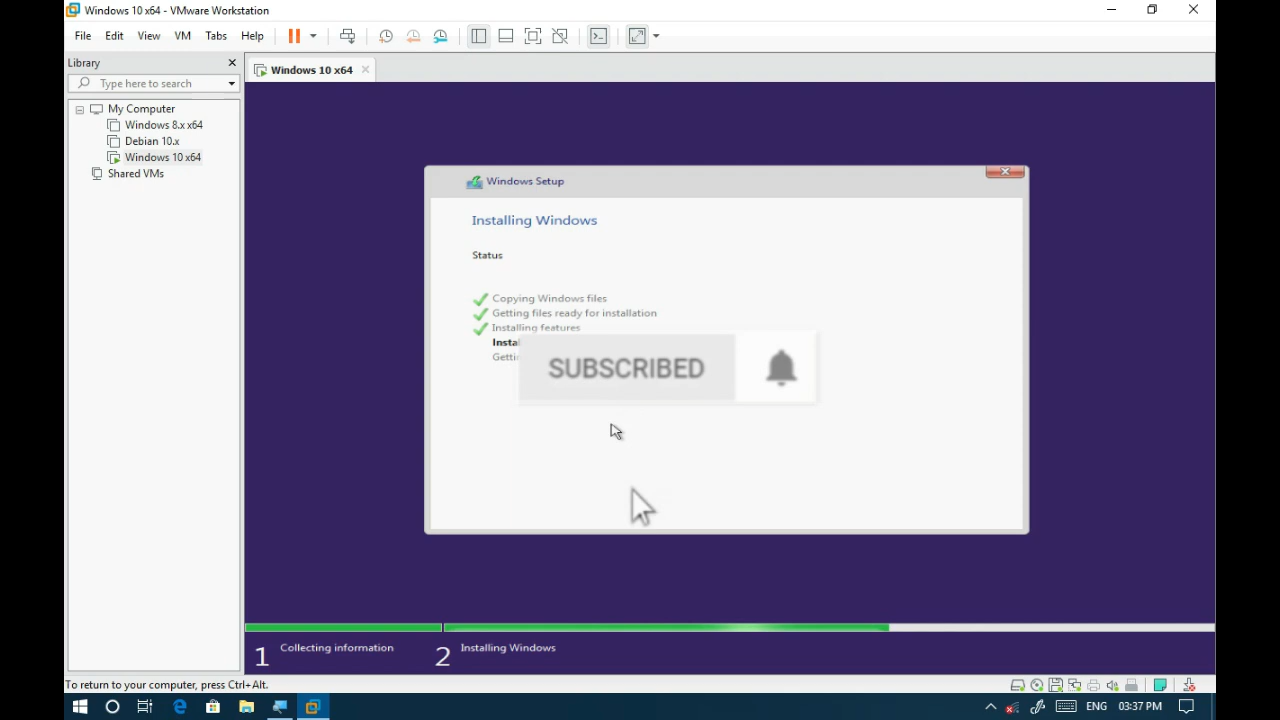 Windows 10 x64 - VMware Workstation
File Edit View VM Tabs Help
Library
Windows 10 x64
Type here to search
My Computer
Windows 8.x x64
Debian 10.x
Windows 10 x64
Shared VMs
Windows Setup
Installing Windows
Status
Copying Windows files
Getting files ready for installation
Installing features
SUBSCRIBED
1 Collecting information
2 Installing Windows
To return to your computer, press Ctrl+Alt.
ENG 03:37 PM